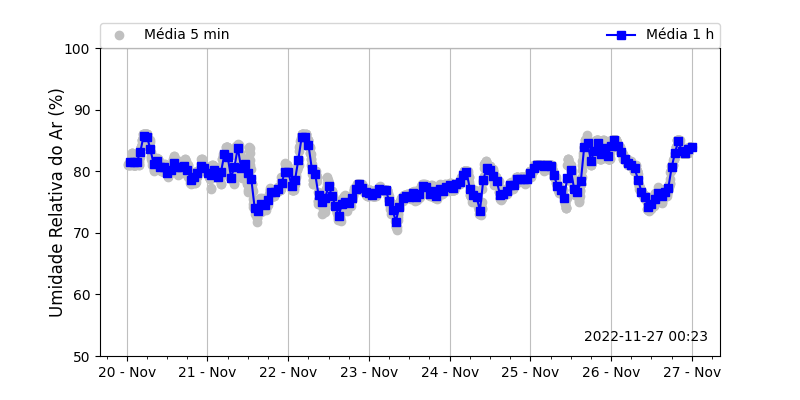 Média 5 min
Média 1 h
Umidade Relativa do Ar (%)
100
90
80
70
60
50
2022-11-27 00:23
20 - Nov
21 - Nov
22 - Nov
23 - Nov
24 - Nov
25 - Nov
26 - Nov
27 - Nov